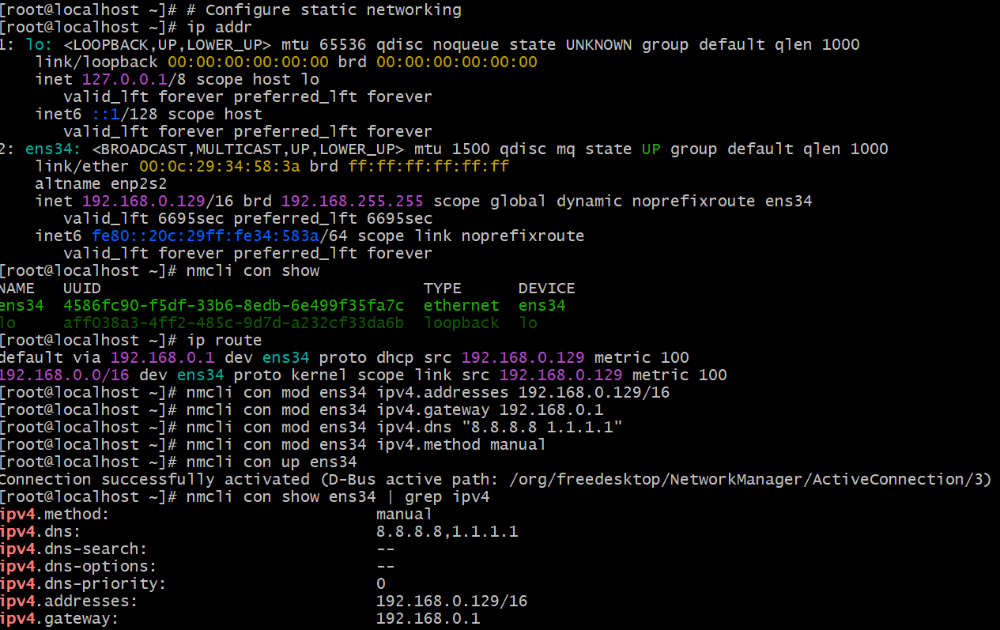 [root@localhost ~]# # Configure static networking
[root@localhost ~]# ip addr
1: lo: <LOOPBACK,UP,LOWER_UP> mtu 65536 qdisc noqueue state UNKNOWN group default qlen 1000
    link/loopback 00:00:00:00:00:00 brd 00:00:00:00:00:00
    inet 127.0.0.1/8 scope host lo
       valid_lft forever preferred_lft forever
    inet6 ::1/128 scope host
       valid_lft forever preferred_lft forever
2: ens34: <BROADCAST,MULTICAST,UP,LOWER_UP> mtu 1500 qdisc mq state UP group default qlen 1000
    link/ether 00:0c:29:34:58:3a brd ff:ff:ff:ff:ff:ff
    altname enp2s2
    inet 192.168.0.129/16 brd 192.168.255.255 scope global dynamic noprefixroute ens34
       valid_lft 6695sec preferred_lft 6695sec
    inet6 fe80::20c:29ff:fe34:583a/64 scope link noprefixroute
       valid_lft forever preferred_lft forever
[root@localhost ~]# nmcli con show
NAME   UUID                                  TYPE      DEVICE
ens34  4586fc90-f5df-33b6-8edb-6e499f35fa7c  ethernet  ens34
lo     aff038a3-4ff2-485c-9d7d-a232cf33da6b  loopback  lo
[root@localhost ~]# ip route
default via 192.168.0.1 dev ens34 proto dhcp src 192.168.0.129 metric 100
192.168.0.0/16 dev ens34 proto kernel scope link src 192.168.0.129 metric 100
[root@localhost ~]# nmcli con mod ens34 ipv4.addresses 192.168.0.129/16
[root@localhost ~]# nmcli con mod ens34 ipv4.gateway 192.168.0.1
[root@localhost ~]# nmcli con mod ens34 ipv4.dns "8.8.8.8 1.1.1.1"
[root@localhost ~]# nmcli con mod ens34 ipv4.method manual
[root@localhost ~]# nmcli con up ens34
Connection successfully activated (D-Bus active path: /org/freedesktop/NetworkManager/ActiveConnection/3)
[root@localhost ~]# nmcli con show ens34 | grep ipv4
ipv4.method:                            manual
ipv4.dns:                               8.8.8.8,1.1.1.1
ipv4.dns-search:                        --
ipv4.dns-options:                       --
ipv4.dns-priority:                      0
ipv4.addresses:                         192.168.0.129/16
ipv4.gateway:                           192.168.0.1